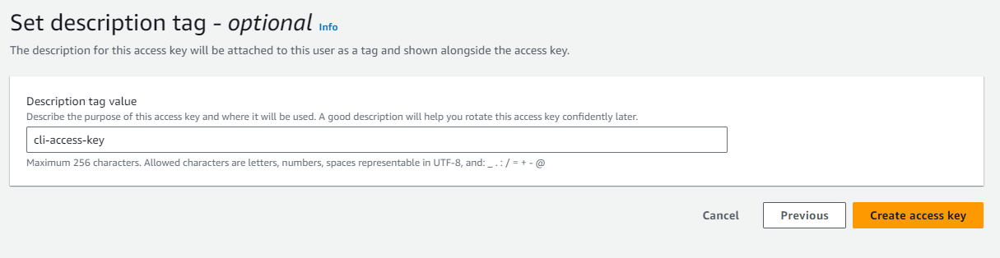 Set description tag - optional Info
The description for this access key will be attached to this user as a tag and shown alongside the access key.
Description tag value
Describe the purpose of this access key and where it will be used. A good description will help you rotate this access key confidently later.
cli-access-key
Maximum 256 characters. Allowed characters are letters, numbers, spaces representable in UTF-8, and: _ . : / = + - @
Cancel Previous Create access key